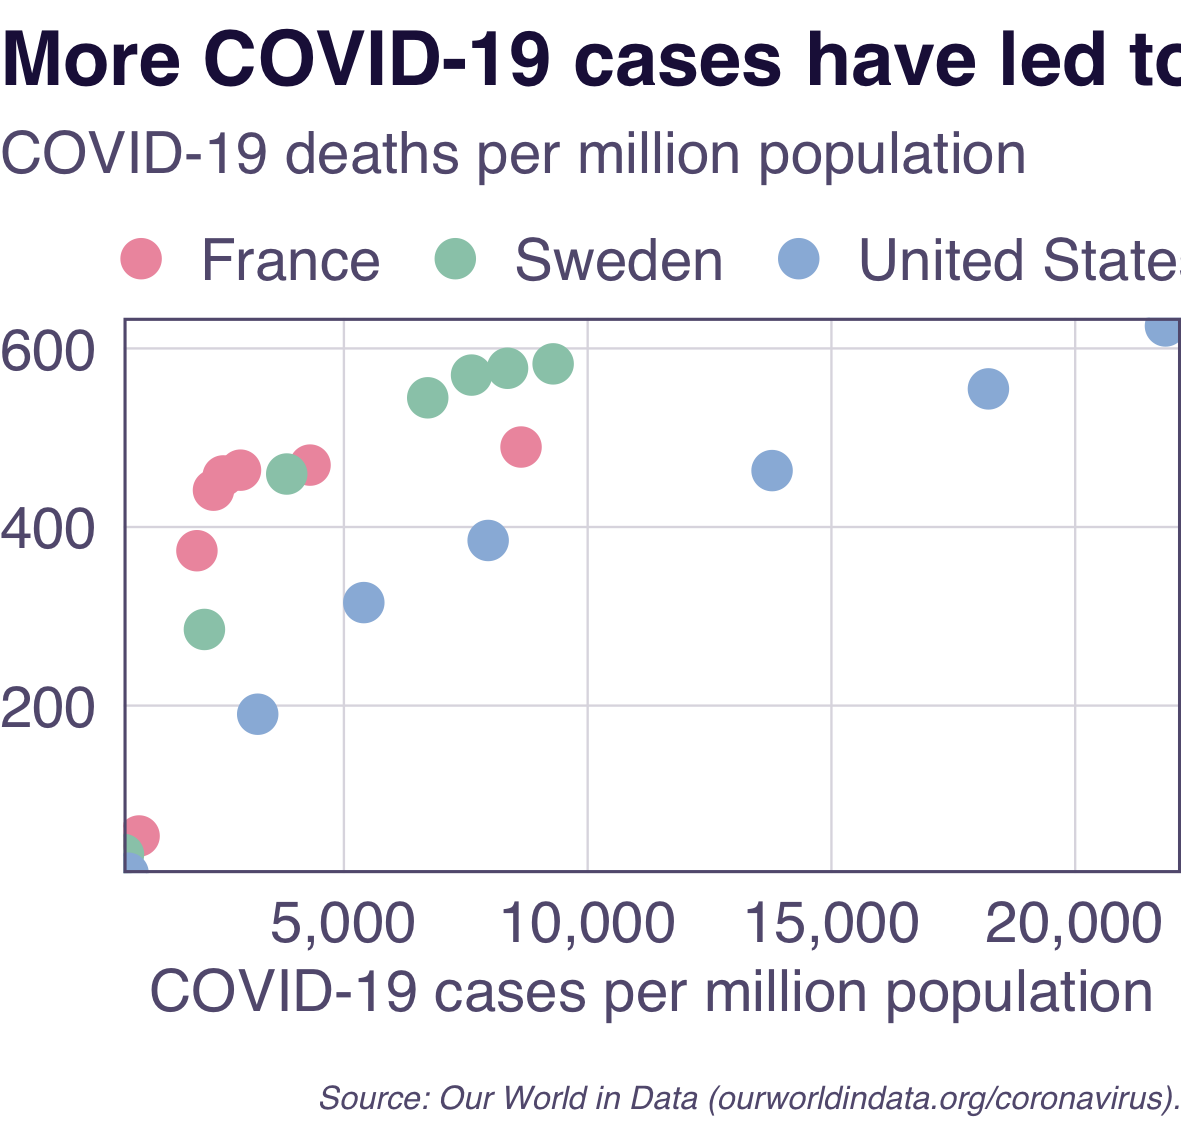 More COVID-19 cases have led to
COVID-19 deaths per million population
France Sweden United States
600
400
200
5,000 10,000 15,000 20,000
COVID-19 cases per million population
Source: Our World in Data (ourworldindata.org/coronavirus).